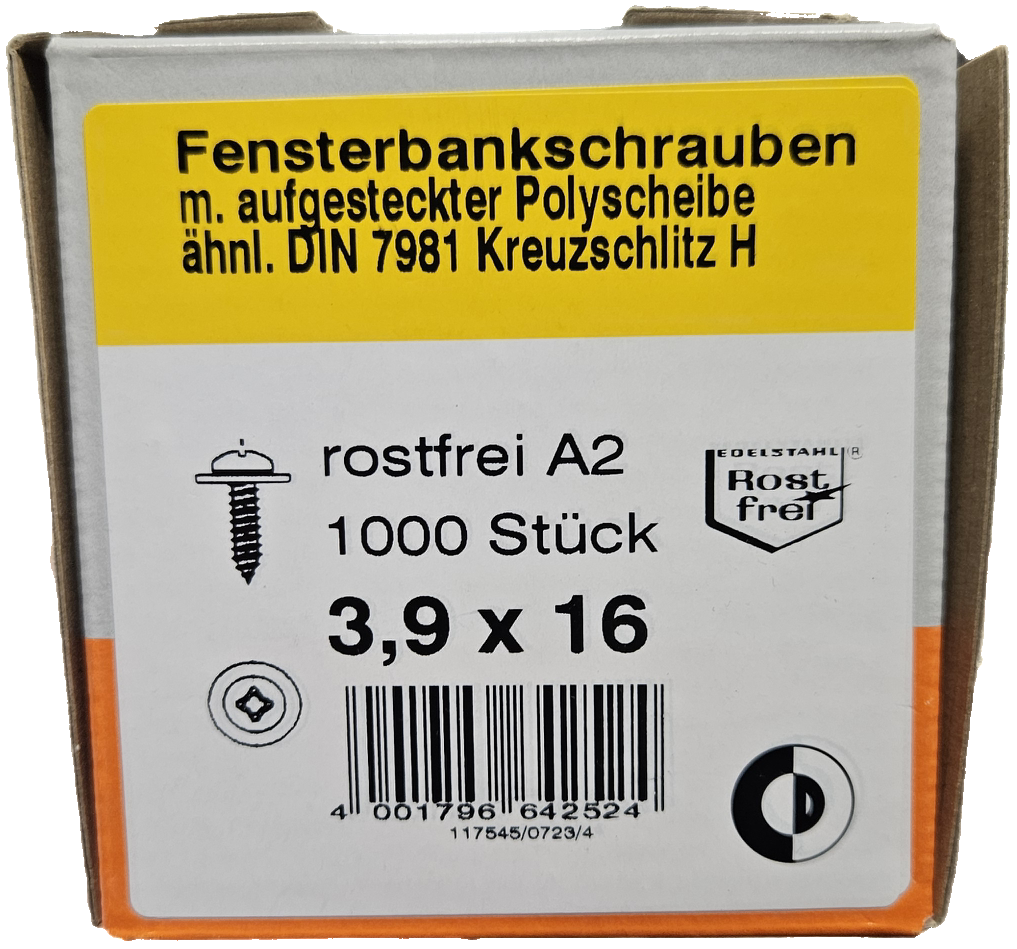 Fensterbankschrauben
m. aufgesteckter Polyscheibe
ähnl. DIN 7981 Kreuzschlitz H
rostfrei A2
1000 Stück
3,9 x 16
EDELSTAHL ®
Rost
frei
4 001796 642524
117545/0723/4